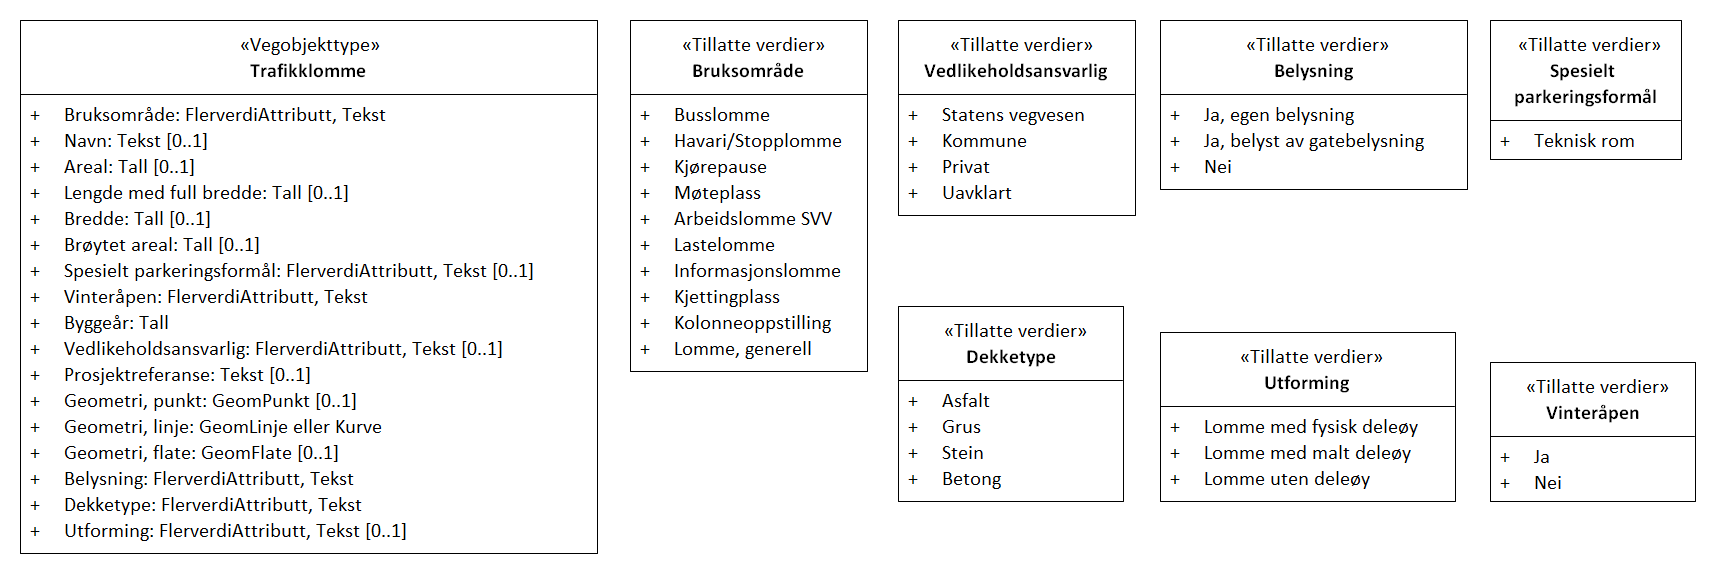 «Vegobjekttype»
Trafikklomme
+ Bruksområde: FlerverdiAttributt, Tekst
+ Navn: Tekst [0..1]
+ Areal: Tall [0..1]
+ Lengde med full bredde: Tall [0..1]
+ Bredde: Tall [0..1]
+ Brøytet areal: Tall [0..1]
+ Spesielt parkeringsformål: FlerverdiAttributt, Tekst [0..1]
+ Vinteråpen: FlerverdiAttributt, Tekst
+ Byggeår: Tall
+ Vedlikeholdsansvarlig: FlerverdiAttributt, Tekst [0..1]
+ Prosjektreferanse: Tekst [0..1]
+ Geometri, punkt: GeomPunkt [0..1]
+ Geometri, linje: GeomLinje eller Kurve
+ Geometri, flate: GeomFlate [0..1]
+ Belysning: FlerverdiAttributt, Tekst
+ Dekketype: FlerverdiAttributt, Tekst
+ Utforming: FlerverdiAttributt, Tekst [0..1]
«Tillatte verdier»
Bruksområde
+ Busslomme
+ Havari/Stopplomme
+ Kjørepause
+ Møteplass
+ Arbeidslomme SVV
+ Lastelomme
+ Informasjonslomme
+ Kjettingplass
+ Kolonneoppstilling
+ Lomme, generell
«Tillatte verdier»
Vedlikeholdsansvarlig
+ Statens vegvesen
+ Kommune
+ Privat
+ Uavklart
«Tillatte verdier»
Belysning
+ Ja, egen belysning
+ Ja, belyst av gatebelysning
+ Nei
«Tillatte verdier»
Spesielt
parkeringsformål
+ Teknisk rom
«Tillatte verdier»
Dekketype
+ Asfalt
+ Grus
+ Stein
+ Betong
«Tillatte verdier»
Utforming
+ Lomme med fysisk deleøy
+ Lomme med malt deleøy
+ Lomme uten deleøy
«Tillatte verdier»
Vinteråpen
+ Ja
+ Nei